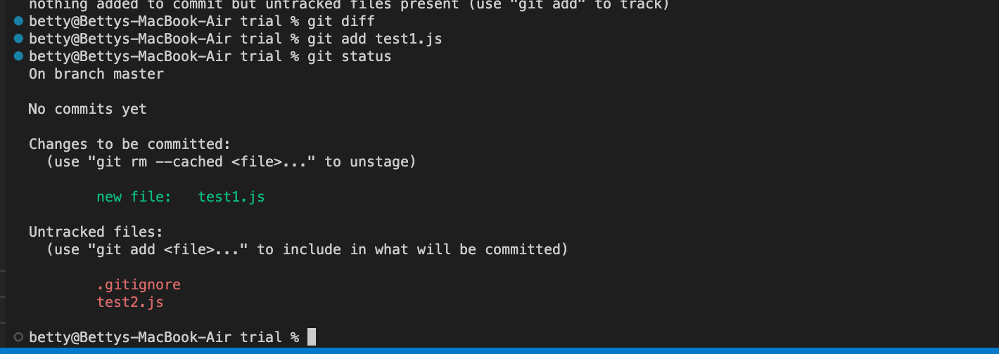 nothing added to commit but untracked files present (use "git add" to track)
betty@Bettys-MacBook-Air trial % git diff
betty@Bettys-MacBook-Air trial % git add test1.js
betty@Bettys-MacBook-Air trial % git status
On branch master
No commits yet
Changes to be committed:
(use "git rm --cached <file>..." to unstage)
new file:   test1.js
Untracked files:
(use "git add <file>..." to include in what will be committed)
.gitignore
test2.js
betty@Bettys-MacBook-Air trial %